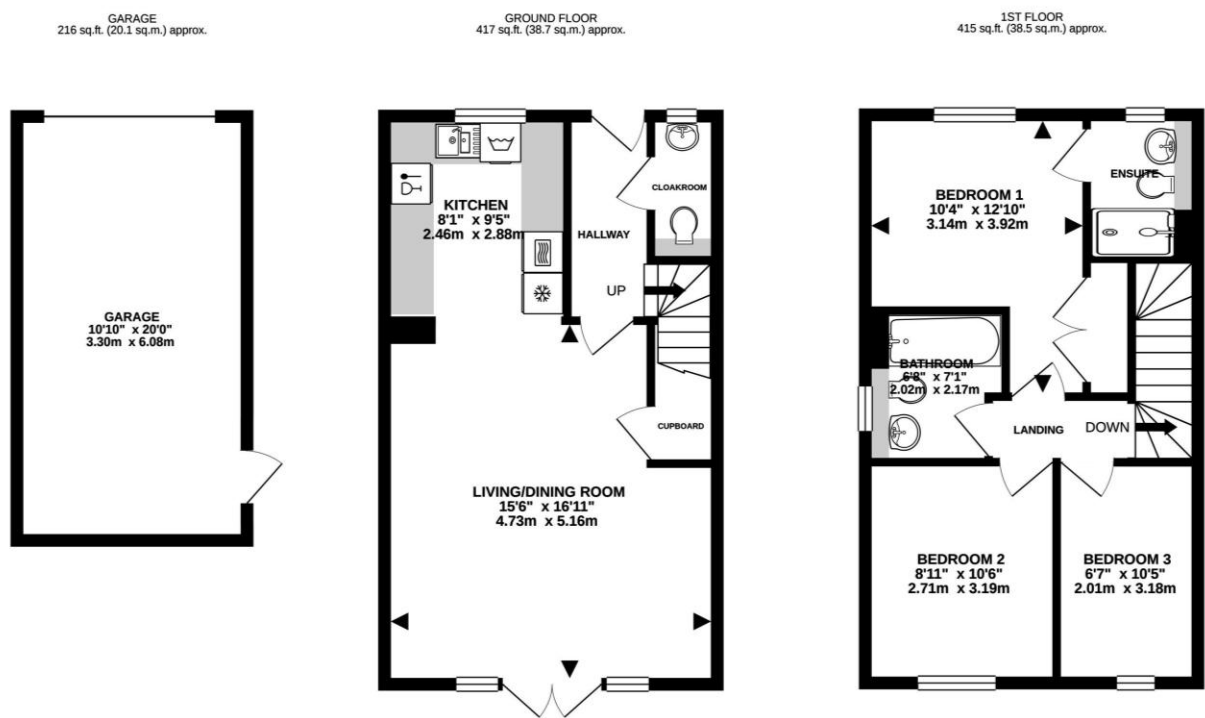 GARAGE
216 sq.ft. (20.1 sq.m.) approx.
GROUND FLOOR
417 sq.ft. (38.7 sq.m.) approx.
1ST FLOOR
415 sq.ft. (38.5 sq.m.) approx.
GARAGE
10'10" x 20'0"
3.30m x 6.08m
KITCHEN
8'1" x 9'5"
2.46m x 2.88m
HALLWAY
CLOAKROOM
UP
CUPBOARD
LIVING/DINING ROOM
15'6" x 16'11"
4.73m x 5.16m
BEDROOM 1
10'4" x 12'10"
3.14m x 3.92m
ENSUITE
BATHROOM
6'8" x 7'1"
2.02m x 2.17m
LANDING
DOWN
BEDROOM 2
8'11" x 10'6"
2.71m x 3.19m
BEDROOM 3
6'7" x 10'5"
2.01m x 3.18m